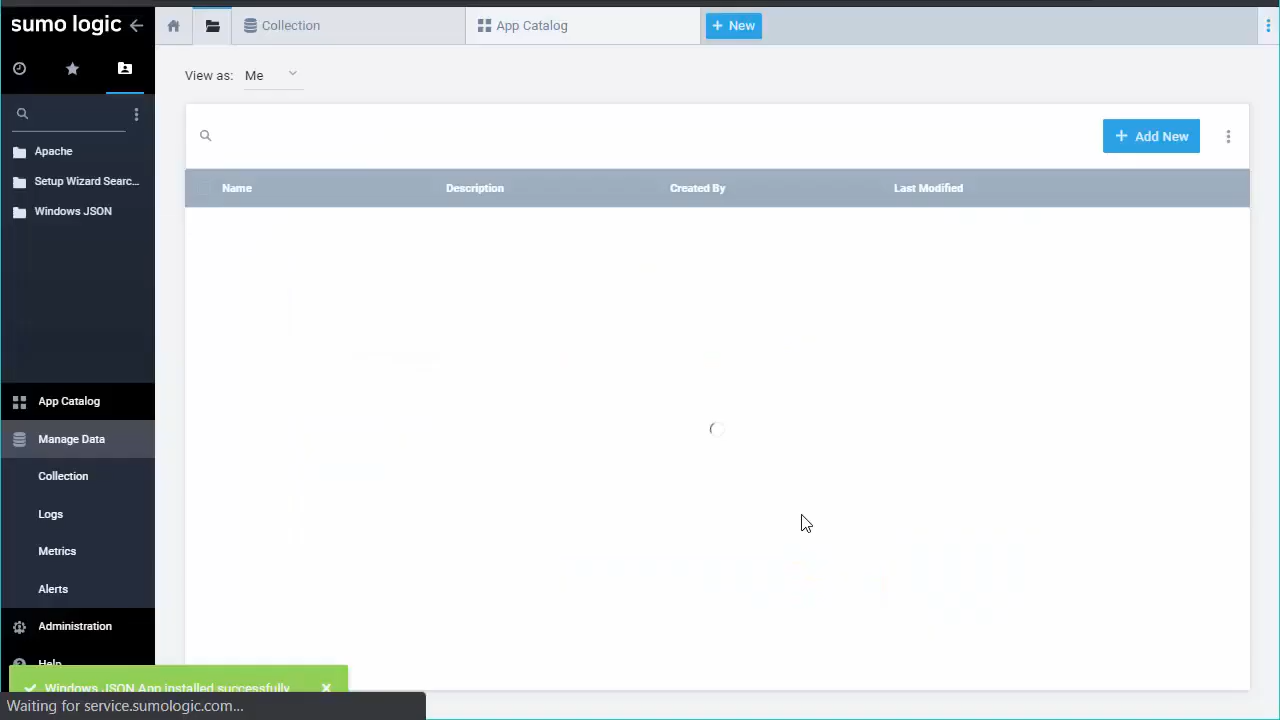 sumo logic
Collection
App Catalog
+ New
View as: Me
Add New
Name Description Created By Last Modified
Apache
Setup Wizard Searc...
Windows JSON
App Catalog
Manage Data
Collection
Logs
Metrics
Alerts
Administration
Help
Windows JSON App installed successfully
Waiting for service.sumologic.com...